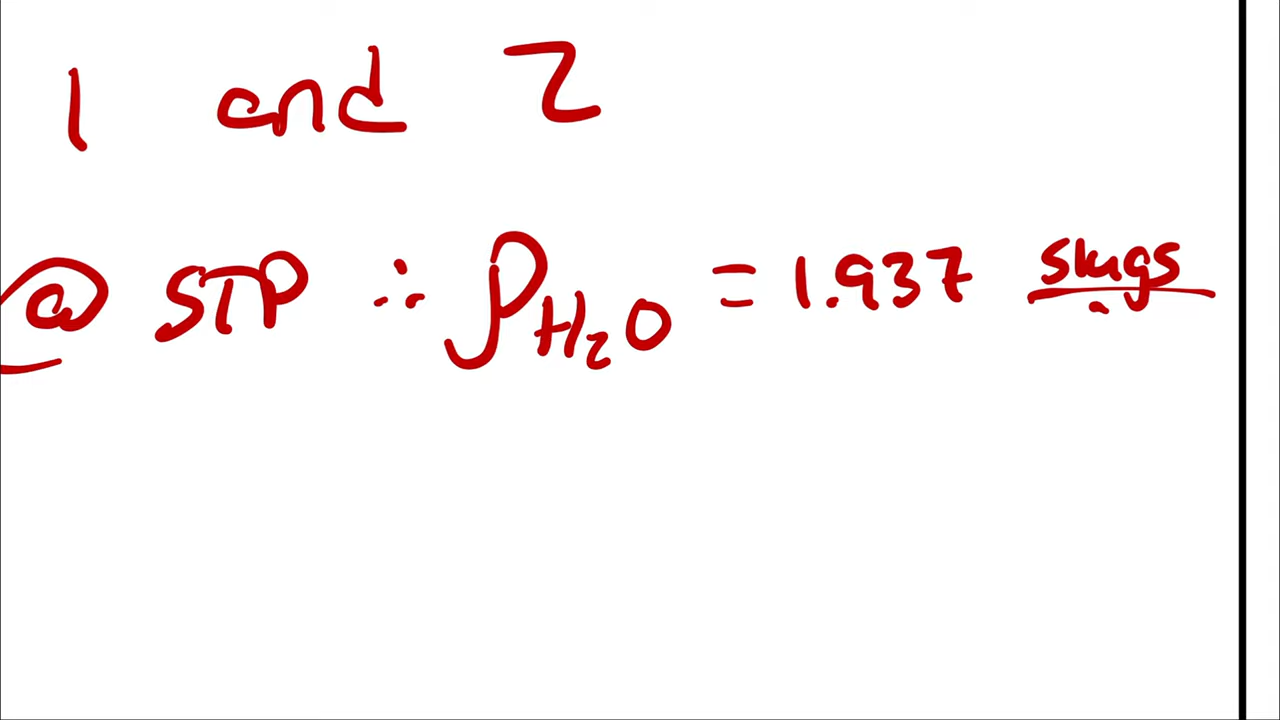 1 and 2
@ STP ∴ ρH₂O = 1.937 slugs